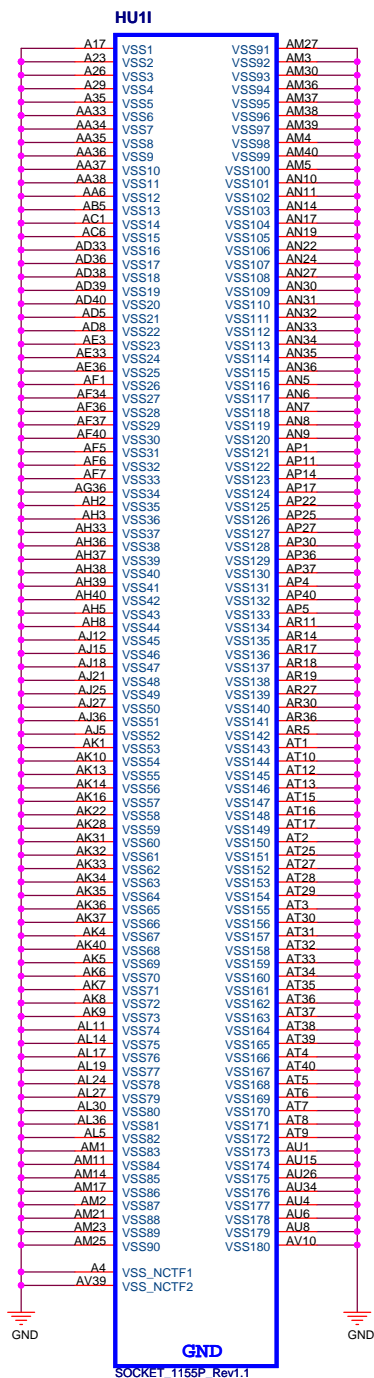 HU1I
A17 VSS1 VSS91 AM27
A23 VSS2 VSS92 AM3
A26 VSS3 VSS93 AM30
A29 VSS4 VSS94 AM36
A35 VSS5 VSS95 AM37
AA33 VSS6 VSS96 AM38
AA34 VSS7 VSS97 AM39
AA35 VSS8 VSS98 AM4
AA36 VSS9 VSS99 AM40
AA37 VSS10 VSS100 AM5
AA38 VSS11 VSS101 AN10
AA6 VSS12 VSS102 AN11
AB5 VSS13 VSS103 AN14
AC1 VSS14 VSS104 AN17
AC6 VSS15 VSS105 AN19
AD33 VSS16 VSS106 AN22
AD36 VSS17 VSS107 AN24
AD38 VSS18 VSS108 AN27
AD39 VSS19 VSS109 AN30
AD40 VSS20 VSS110 AN31
AD5 VSS21 VSS111 AN32
AD8 VSS22 VSS112 AN33
AE3 VSS23 VSS113 AN34
AE33 VSS24 VSS114 AN35
AE36 VSS25 VSS115 AN36
AF1 VSS26 VSS116 AN5
AF34 VSS27 VSS117 AN6
AF36 VSS28 VSS118 AN7
AF37 VSS29 VSS119 AN8
AF40 VSS30 VSS120 AN9
AF5 VSS31 VSS121 AP1
AF6 VSS32 VSS122 AP11
AF7 VSS33 VSS123 AP14
AG36 VSS34 VSS124 AP17
AH2 VSS35 VSS125 AP22
AH3 VSS36 VSS126 AP25
AH33 VSS37 VSS127 AP27
AH36 VSS38 VSS128 AP30
AH37 VSS39 VSS129 AP36
AH38 VSS40 VSS130 AP37
AH39 VSS41 VSS131 AP4
AH40 VSS42 VSS132 AP40
AH5 VSS43 VSS133 AP5
AH8 VSS44 VSS134 AR11
AJ12 VSS45 VSS135 AR14
AJ15 VSS46 VSS136 AR17
AJ18 VSS47 VSS137 AR18
AJ21 VSS48 VSS138 AR19
AJ25 VSS49 VSS139 AR27
AJ27 VSS50 VSS140 AR30
AJ36 VSS51 VSS141 AR36
AJ5 VSS52 VSS142 AR5
AK1 VSS53 VSS143 AT1
AK10 VSS54 VSS144 AT10
AK13 VSS55 VSS145 AT12
AK14 VSS56 VSS146 AT13
AK16 VSS57 VSS147 AT15
AK22 VSS58 VSS148 AT16
AK28 VSS59 VSS149 AT17
AK31 VSS60 VSS150 AT2
AK32 VSS61 VSS151 AT25
AK33 VSS62 VSS152 AT27
AK34 VSS63 VSS153 AT28
AK35 VSS64 VSS154 AT29
AK36 VSS65 VSS155 AT3
AK37 VSS66 VSS156 AT30
AK4 VSS67 VSS157 AT31
AK40 VSS68 VSS158 AT32
AK5 VSS69 VSS159 AT33
AK6 VSS70 VSS160 AT34
AK7 VSS71 VSS161 AT35
AK8 VSS72 VSS162 AT36
AK9 VSS73 VSS163 AT37
AL11 VSS74 VSS164 AT38
AL14 VSS75 VSS165 AT39
AL17 VSS76 VSS166 AT4
AL19 VSS77 VSS167 AT40
AL24 VSS78 VSS168 AT5
AL27 VSS79 VSS169 AT6
AL30 VSS80 VSS170 AT7
AL36 VSS81 VSS171 AT8
AL5 VSS82 VSS172 AT9
AM1 VSS83 VSS173 AU1
AM11 VSS84 VSS174 AU15
AM14 VSS85 VSS175 AU26
AM17 VSS86 VSS176 AU34
AM2 VSS87 VSS177 AU4
AM21 VSS88 VSS178 AU6
AM23 VSS89 VSS179 AU8
AM25 VSS90 VSS180 AV10
A4 VSS_NCTF1
AV39 VSS_NCTF2
GND GND
GND
SOCKET_1155P_Rev1.1